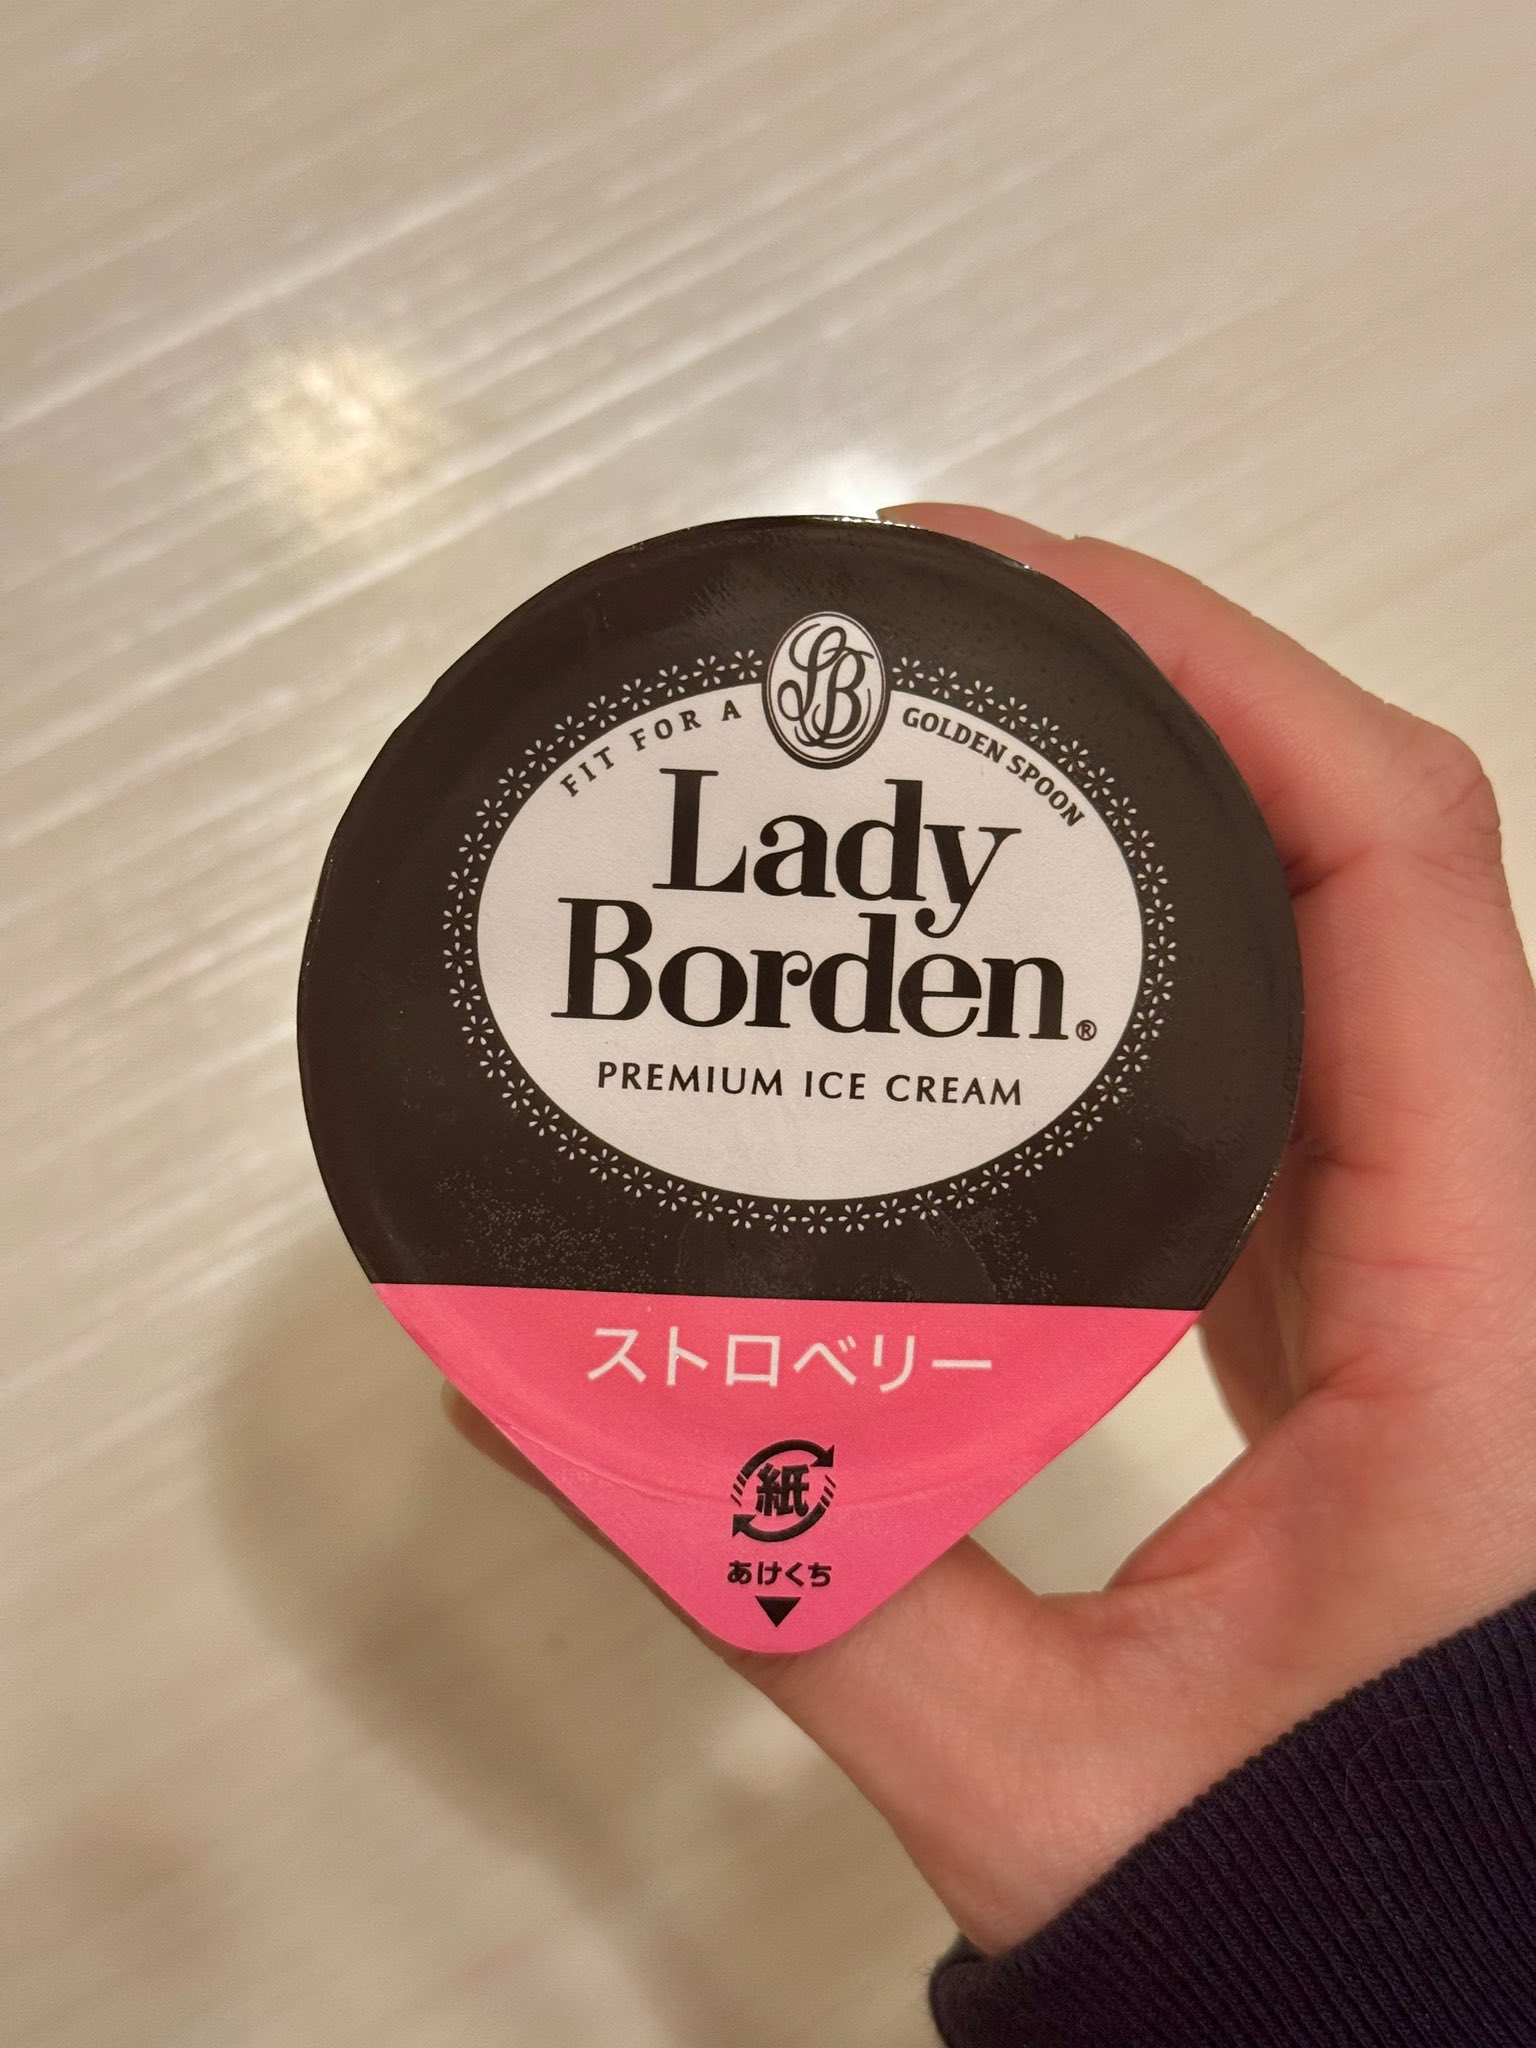 LB
FIT FOR A GOLDEN SPOON
Lady
Borden®
PREMIUM ICE CREAM
ストロベリー
紙
あけくち